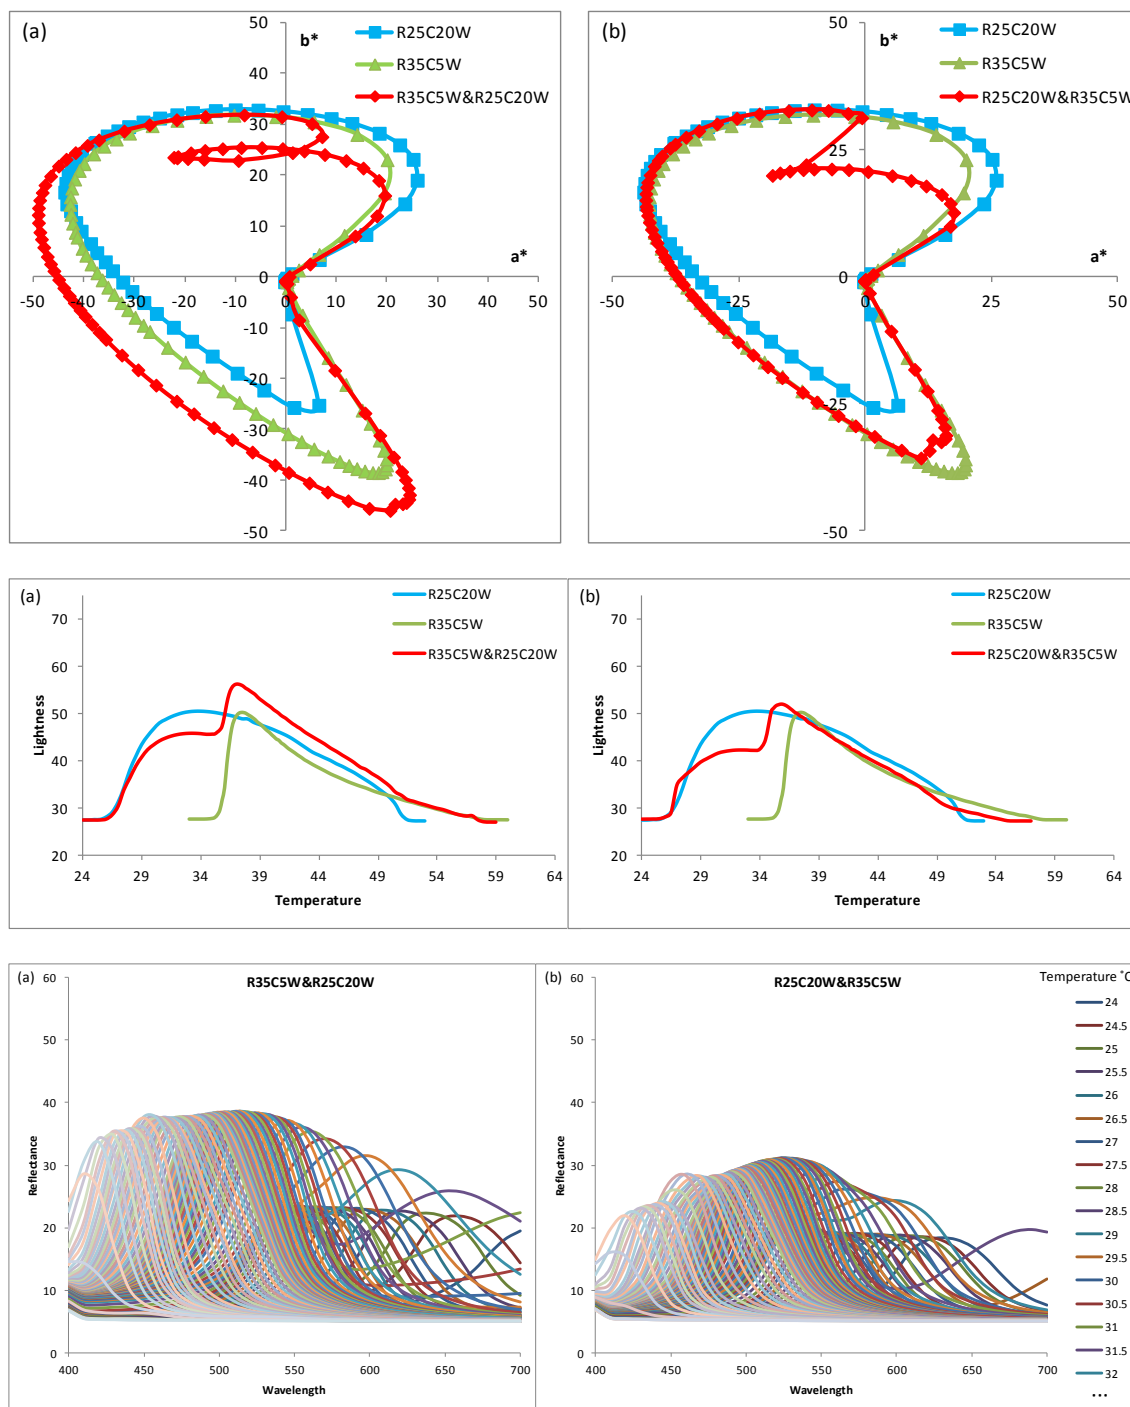 (a)
b*
R25C20W
R35C5W
R35C5W&R25C20W
50
40
30
20
10
0
-10
-20
-30
-40
-50
-50 -40 -30 -20 -10 0 10 20 30 40 50
a*
(b)
b*
R25C20W
R35C5W
R25C20W&R35C5W
50
25
0
-25
-50
-50 -25 0 25 50
a*
(a)
R25C20W
R35C5W
R35C5W&R25C20W
Lightness
70
60
50
40
30
20
24 29 34 39 44 49 54 59 64
Temperature
(b)
R25C20W
R35C5W
R25C20W&R35C5W
Lightness
70
60
50
40
30
20
24 29 34 39 44 49 54 59 64
Temperature
(a)
R35C5W&R25C20W
Reflectance
60
50
40
30
20
10
0
400 450 500 550 600 650 700
Wavelength
(b)
R25C20W&R35C5W
Reflectance
60
50
40
30
20
10
0
400 450 500 550 600 650 700
Wavelength
Temperature °C
24
24.5
25
25.5
26
26.5
27
27.5
28
28.5
29
29.5
30
30.5
31
31.5
32
...